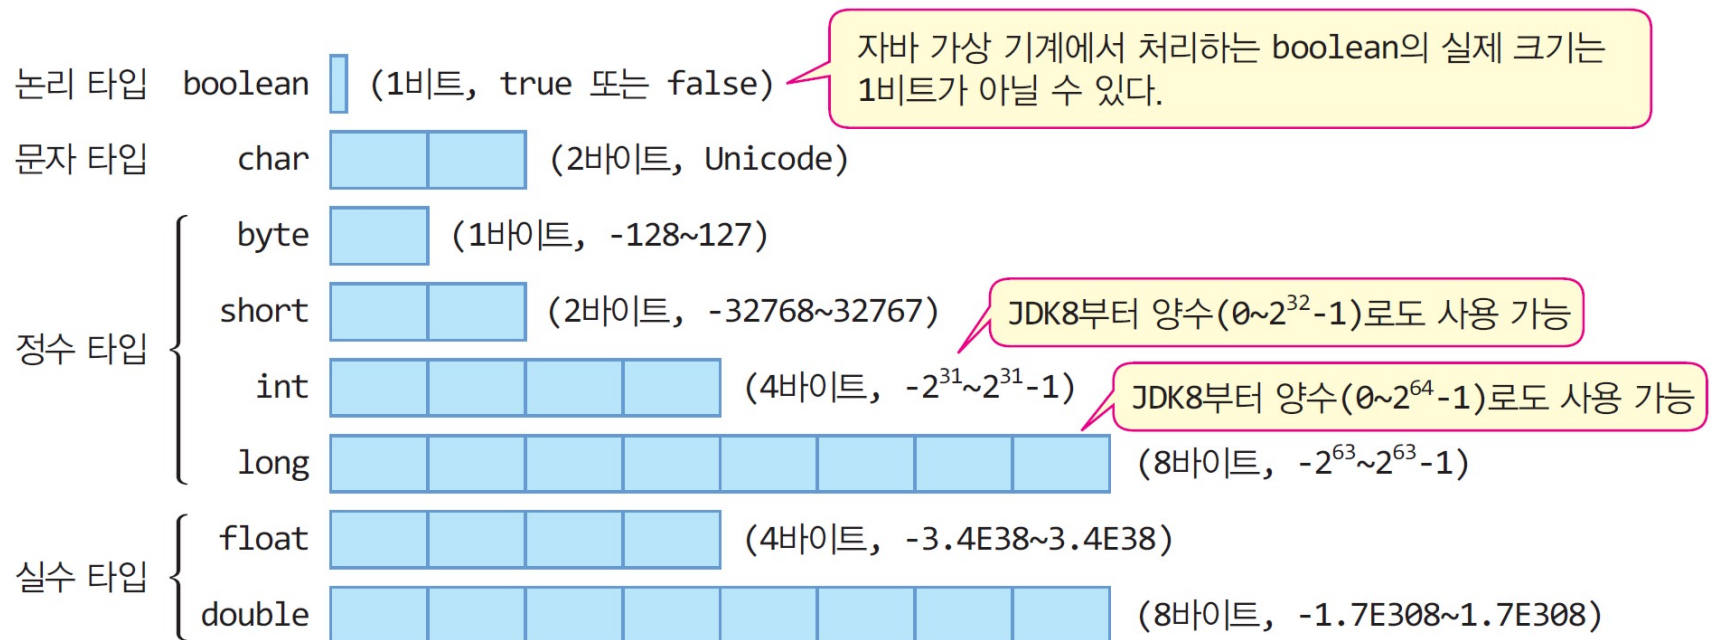 자바 가상 기계에서 처리하는 boolean의 실제 크기는
1비트가 아닐 수 있다.
논리 타입 boolean (1비트, true 또는 false)
문자 타입 char (2바이트, Unicode)
byte (1바이트, -128~127)
short (2바이트, -32768~32767)
JDK8부터 양수(0~2³²-1)로도 사용 가능
정수 타입
int (4바이트, -2³¹~2³¹-1)
JDK8부터 양수(0~2⁶⁴-1)로도 사용 가능
long (8바이트, -2⁶³~2⁶³-1)
float (4바이트, -3.4E38~3.4E38)
실수 타입
double (8바이트, -1.7E308~1.7E308)